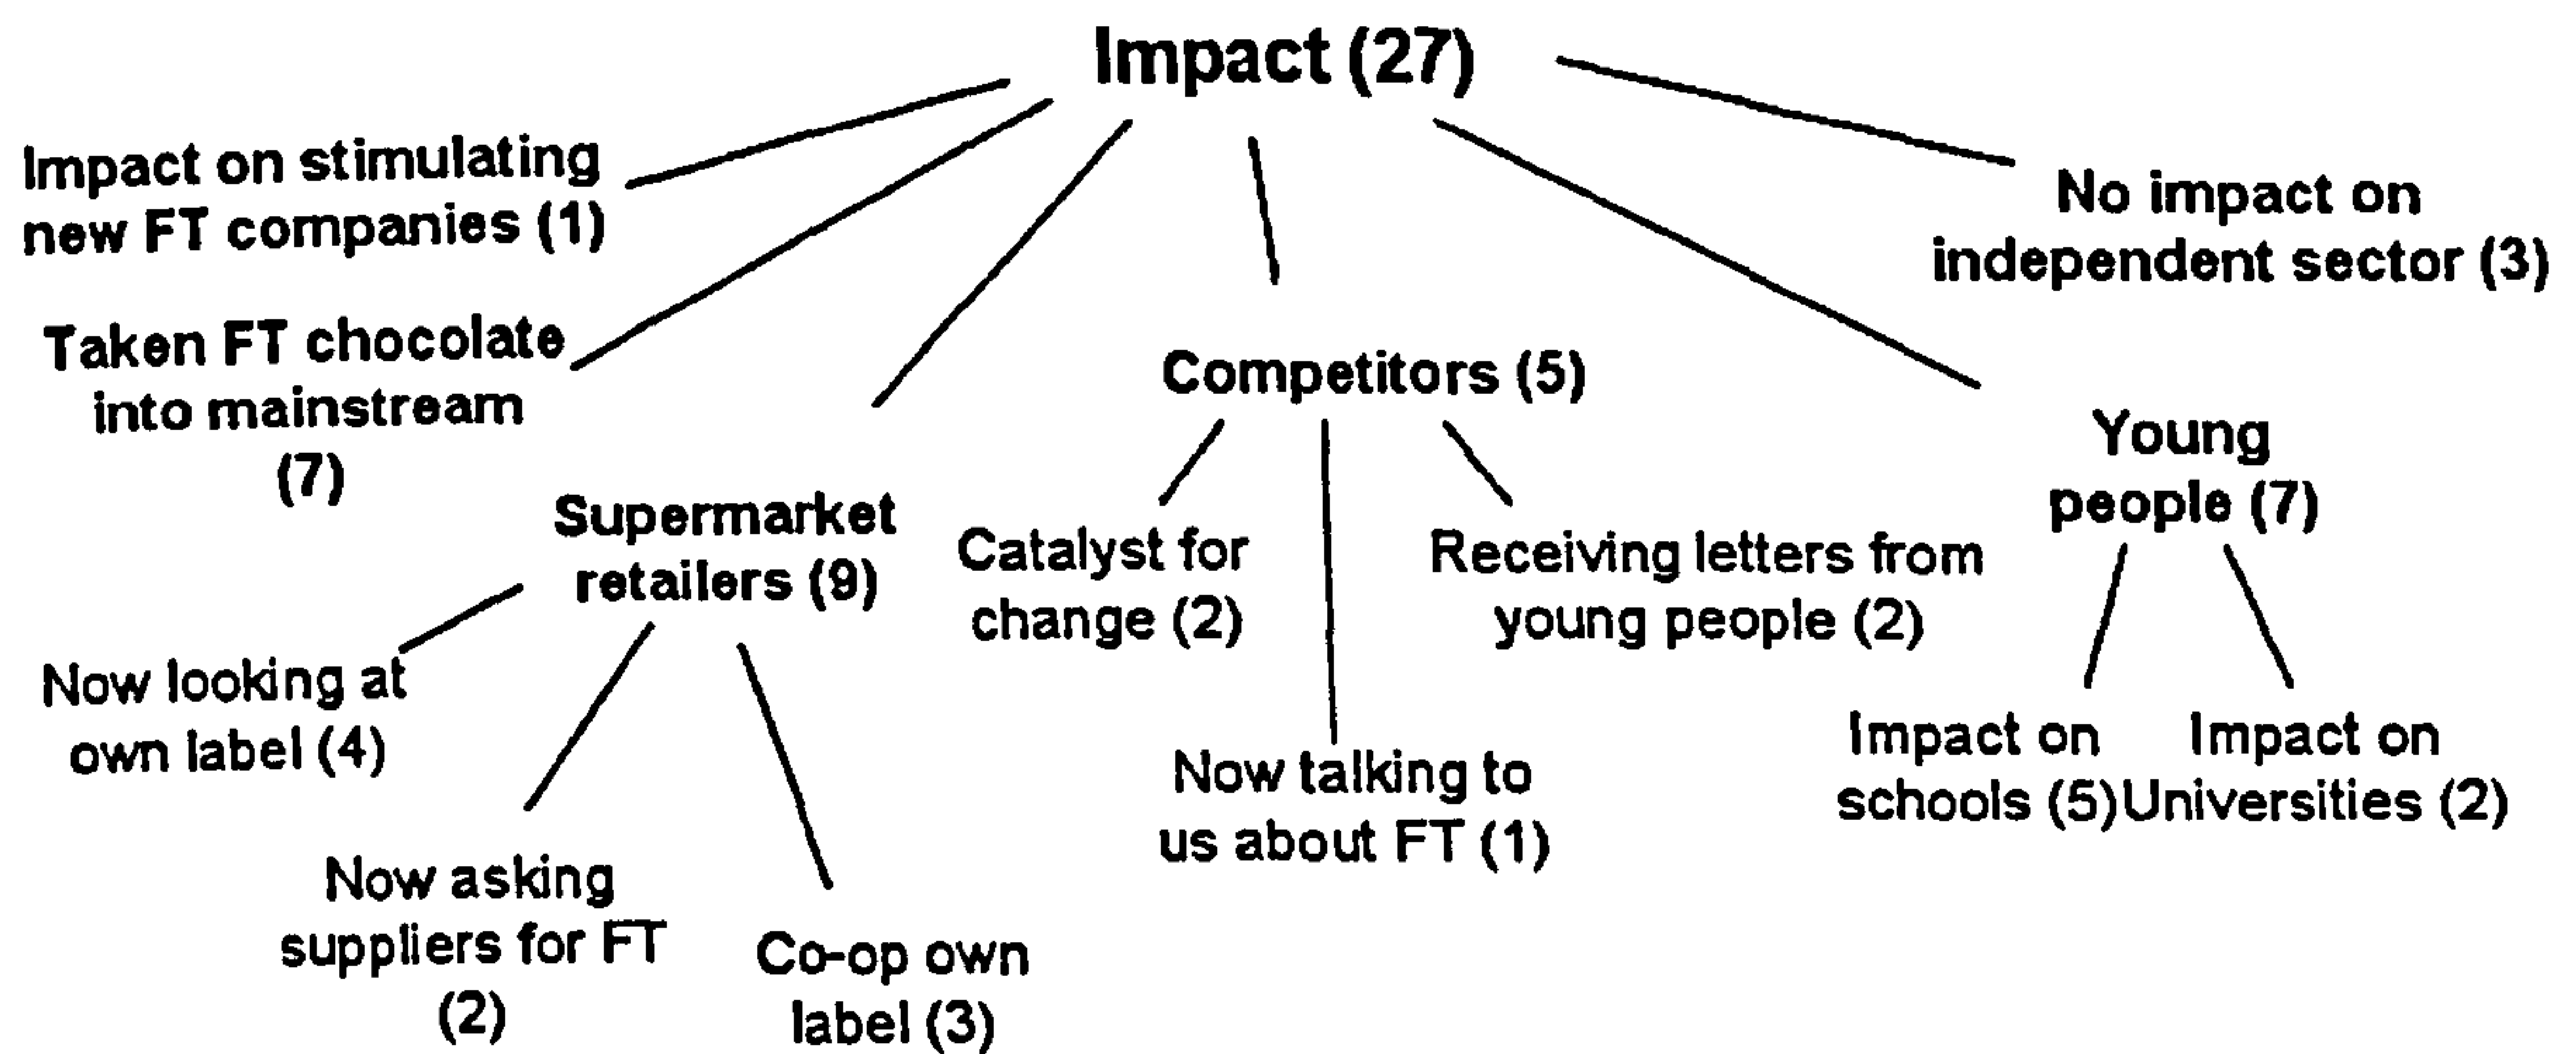 Impact (27)
Impact on stimulating
new FT companies (1)
Taken FT chocolate
into mainstream
(7)
Supermarket
retailers (9)
Now looking at
own label (4)
Now asking
suppliers for FT
(2)
Co-op own
label (3)
Competitors (5)
Catalyst for
change (2)
Now talking to
us about FT (1)
Receiving letters from
young people (2)
Young
people (7)
Impact on
schools (5)
Impact on
Universities (2)
No impact on
independent sector (3)